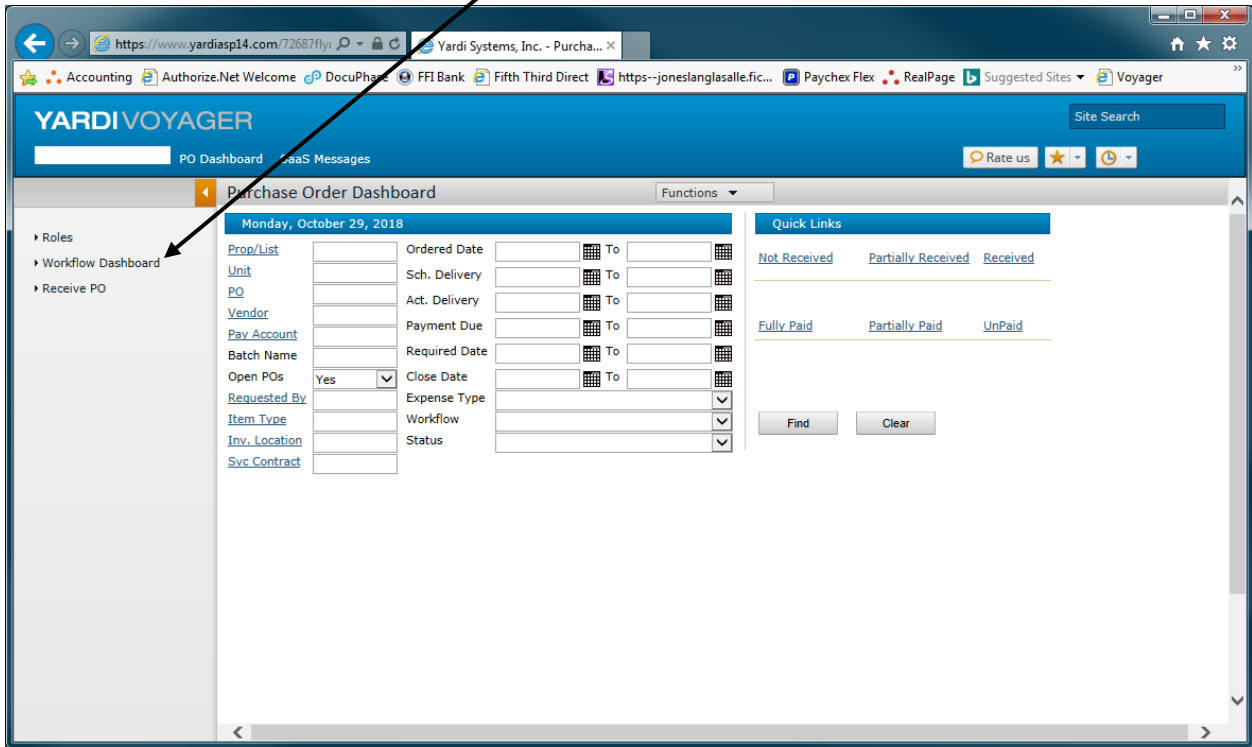 https://www.yardiasp14.com/72687fly
Yardi Systems, Inc. - Purcha...
Accounting Authorize.Net Welcome DocuPhase FFI Bank Fifth Third Direct https--joneslanglasalle.fic... Paychex Flex RealPage Suggested Sites Voyager
YARDI VOYAGER
Site Search
PO Dashboard SaaS Messages
Rate us
Purchase Order Dashboard
Functions
Roles
Workflow Dashboard
Receive PO
Monday, October 29, 2018
Quick Links
Prop/List Ordered Date To
Unit Sch. Delivery To
PO Act. Delivery To
Vendor Payment Due To
Pay Account
Batch Name Required Date To
Open POs Yes Close Date To
Requested By Expense Type
Item Type Workflow
Inv. Location Status
Svc Contract
Not Received Partially Received Received
Fully Paid Partially Paid UnPaid
Find Clear